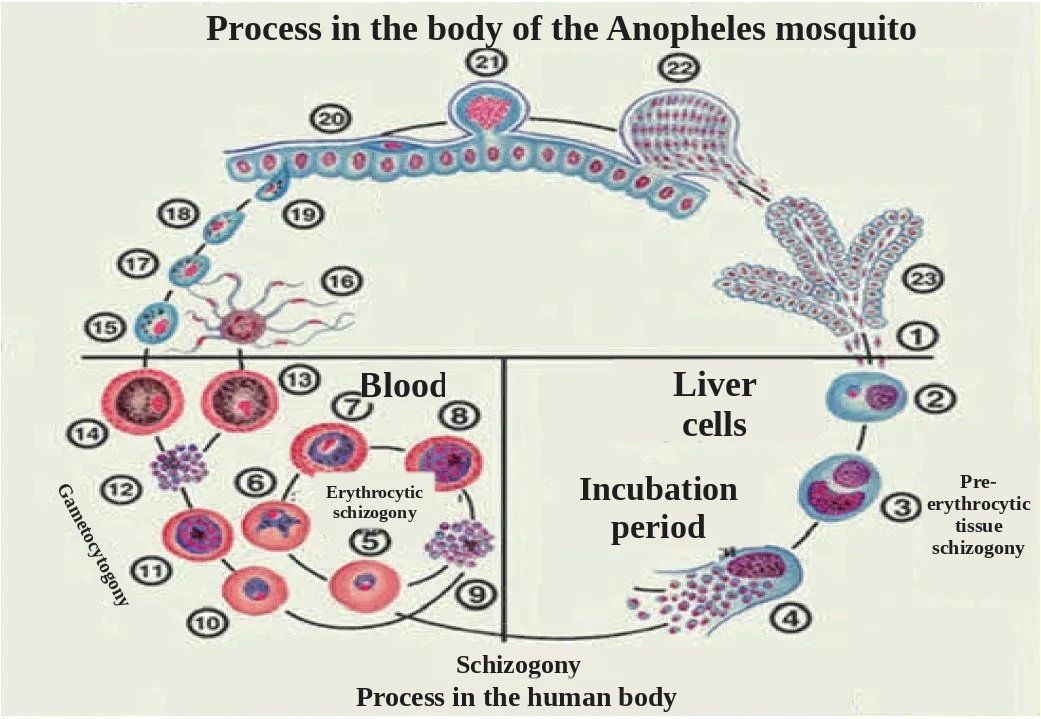 Process in the body of the Anopheles mosquito
21
22
20
18
19
17
16
23
15
1
13
Blood
Liver
cells
2
7
8
14
12
6
Erythrocytic
schizogony
Incubation
period
3
Pre-
erythrocytic
tissue
schizogony
Gametocytogony
5
11
9
10
4
Schizogony
Process in the human body